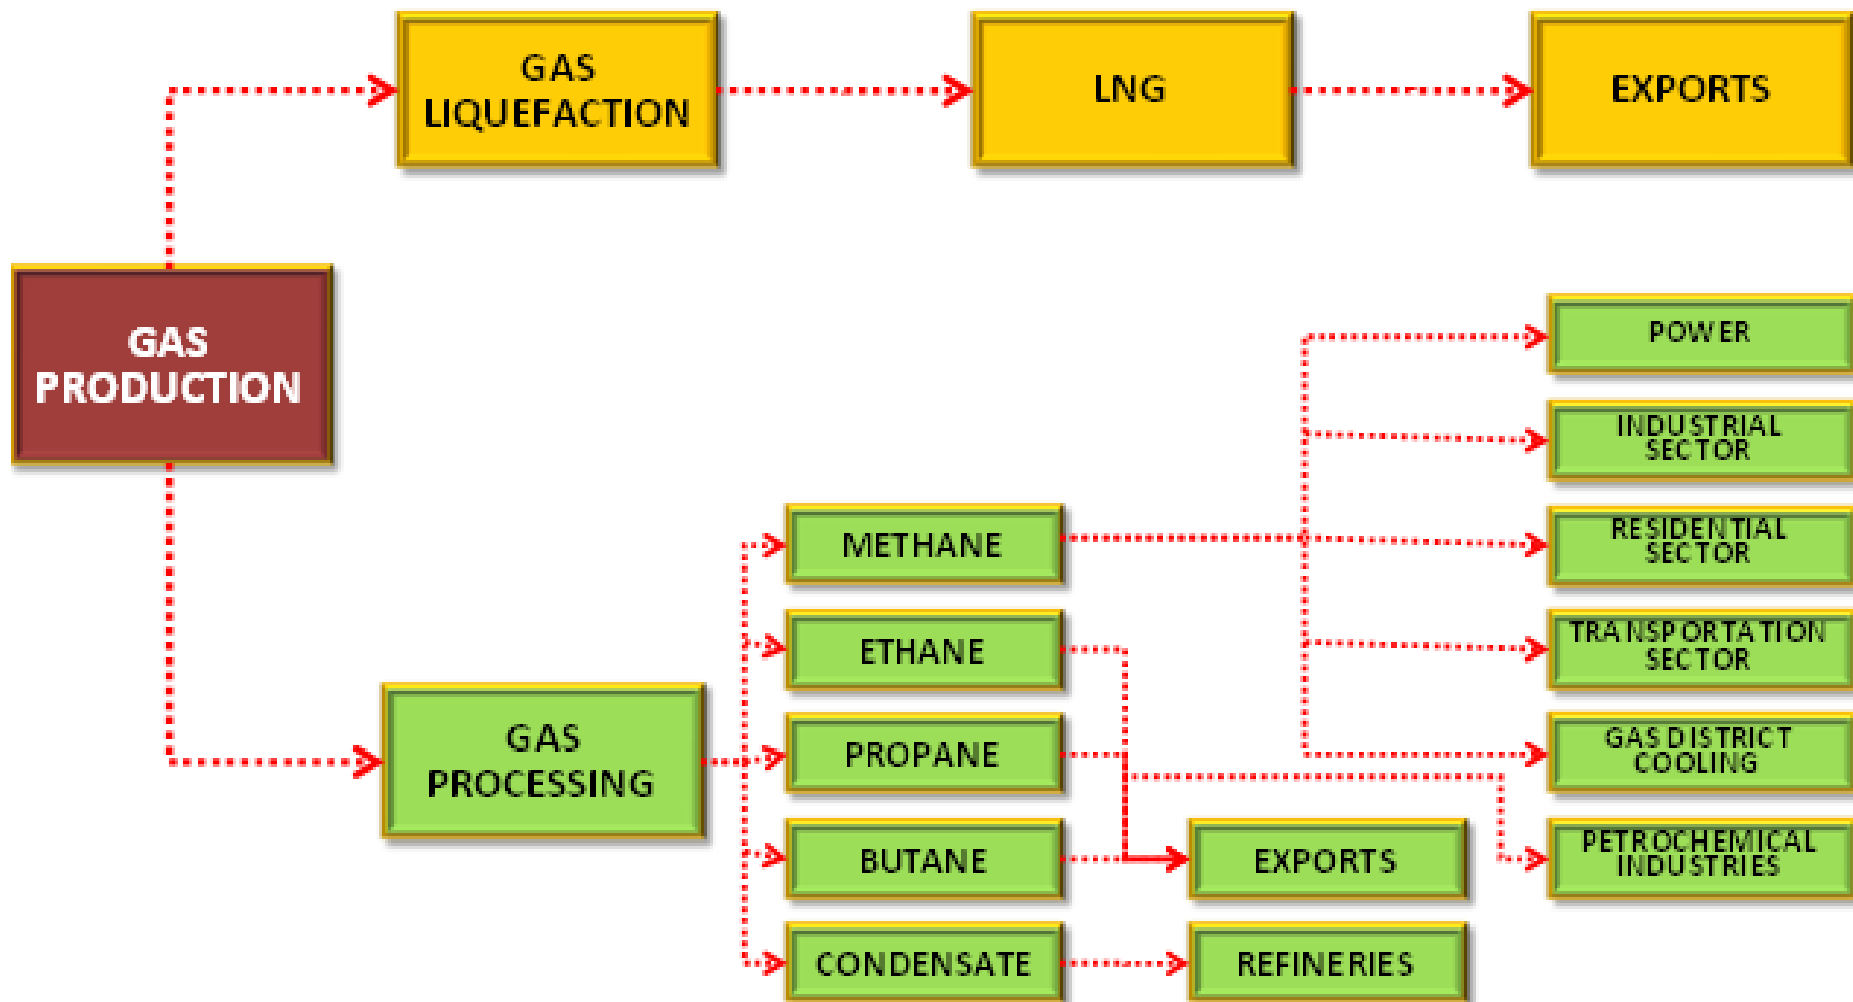 GAS
LIQUEFACTION
LNG
EXPORTS
GAS
PRODUCTION
POWER
INDUSTRIAL
SECTOR
METHANE
RESIDENTIAL
SECTOR
ETHANE
TRANSPORTATION
SECTOR
GAS
PROCESSING
PROPANE
GAS DISTRICT
COOLING
BUTANE
EXPORTS
PETROCHEMICAL
INDUSTRIES
CONDENSATE
REFINERIES